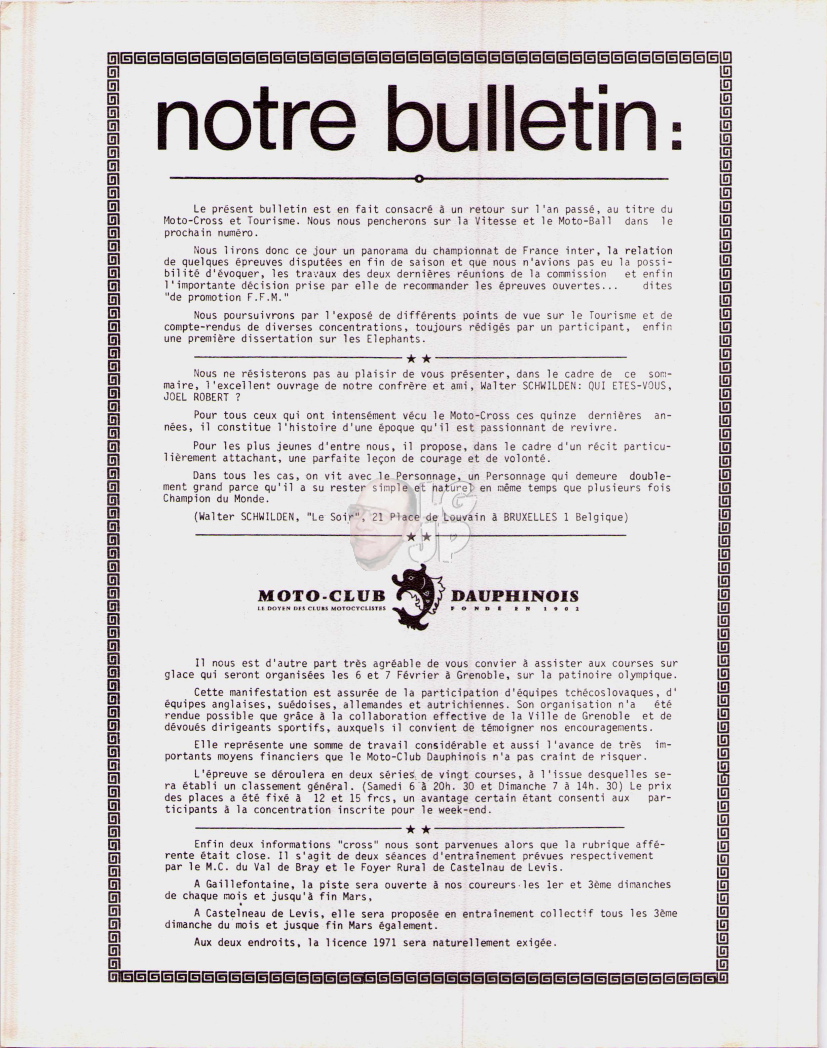 notre bulletin:
Le présent bulletin est en fait consacré à un retour sur l'an passé, au titre du
Moto-Cross et Tourisme. Nous nous pencherons sur la Vitesse et le Moto-Ball dans le
prochain numéro.
Nous lirons donc ce jour un panorama du championnat de France inter, la relation
de quelques épreuves disputées en fin de saison et que nous n'avions pas eu la possi-
bilité d'évoquer, les travaux des deux dernières réunions de la commission et enfin
l'importante décision prise par elle de recommander les épreuves ouvertes... dites
"de promotion F.F.M."
Nous poursuivrons par l'exposé de différents points de vue sur le Tourisme et de
compte-rendus de diverses concentrations, toujours rédigés par un participant, enfin
une première dissertation sur les Elephants.
★ ★
Nous ne résisterons pas au plaisir de vous présenter, dans le cadre de ce som-
maire, l'excellent ouvrage de notre confrère et ami, Walter SCHWILDEN: QUI ETES-VOUS,
JOEL ROBERT ?
Pour tous ceux qui ont intensément vécu le Moto-Cross ces quinze dernières an-
nées, il constitue l'histoire d'une époque qu'il est passionnant de revivre.
Pour les plus jeunes d'entre nous, il propose, dans le cadre d'un récit particu-
lièrement attachant, une parfaite leçon de courage et de volonté.
Dans tous les cas, on vit avec le Personnage, un Personnage qui demeure double-
ment grand parce qu'il a su rester simple et naturel en même temps que plusieurs fois
Champion du Monde.
(Walter SCHWILDEN, "Le Soir", 21 Place de Louvain à BRUXELLES 1 Belgique)
★ ★
MOTO-CLUB DAUPHINOIS
LE DOYEN DES CLUBS MOTOCYCLISTES FONDÉ EN 1902
Il nous est d'autre part très agréable de vous convier à assister aux courses sur
glace qui seront organisées les 6 et 7 Février à Grenoble, sur la patinoire olympique.
Cette manifestation est assurée de la participation d'équipes tchécoslovaques, d'
équipes anglaises, suédoises, allemandes et autrichiennes. Son organisation n'a été
rendue possible que grâce à la collaboration effective de la Ville de Grenoble et de
dévoués dirigeants sportifs, auxquels il convient de témoigner nos encouragements.
Elle représente une somme de travail considérable et aussi l'avance de très im-
portants moyens financiers que le Moto-Club Dauphinois n'a pas craint de risquer.
L'épreuve se déroulera en deux séries de vingt courses, à l'issue desquelles se-
ra établi un classement général. (Samedi 6 à 20h. 30 et Dimanche 7 à 14h. 30) Le prix
des places a été fixé à 12 et 15 frcs, un avantage certain étant consenti aux par-
ticipants à la concentration inscrite pour le week-end.
★ ★
Enfin deux informations "cross" nous sont parvenues alors que la rubrique affé-
rente était close. Il s'agit de deux séances d'entraînement prévues respectivement
par le M.C. du Val de Bray et le Foyer Rural de Castelnau de Levis.
A Gaillefontaine, la piste sera ouverte à nos coureurs les 1er et 3ème dimanches
de chaque mois et jusqu'à fin Mars,
A Castelneau de Levis, elle sera proposée en entraînement collectif tous les 3ème
dimanche du mois et jusque fin Mars également.
Aux deux endroits, la licence 1971 sera naturellement exigée.